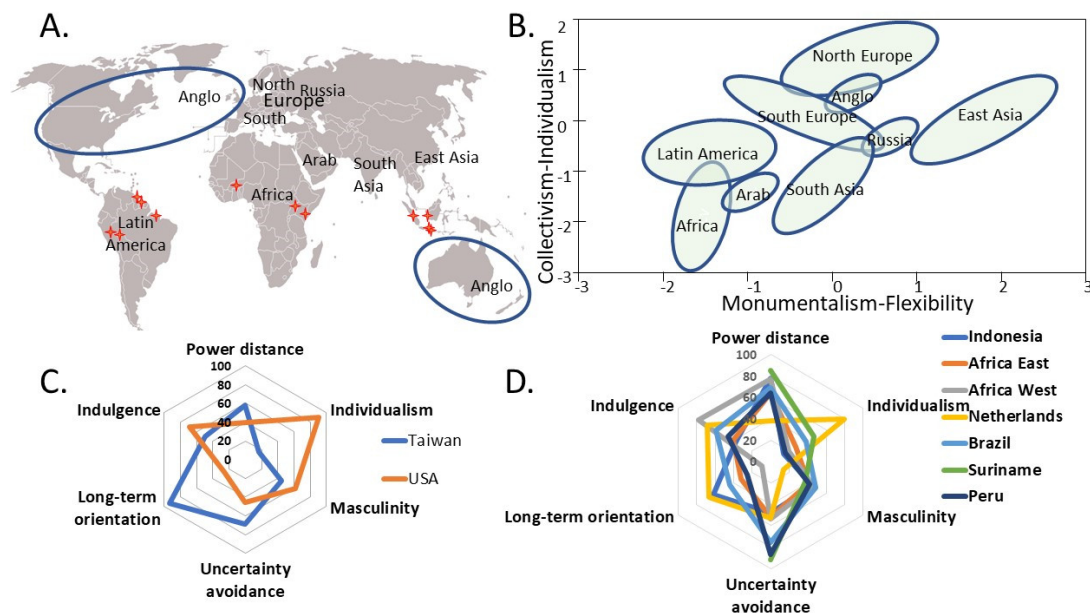 A.
Anglo
North
Europe
South
Russia
Arab
South
Asia
East Asia
Africa
Latin
America
Anglo
B.
Collectivism-Individualism
2
1
0
-1
-2
-3
North Europe
Anglo
South Europe
Russia
East Asia
Latin America
South Asia
Arab
Africa
-3
-2
-1
0
1
2
3
Monumentalism-Flexibility
C.
Power distance
100
80
60
40
20
0
Indulgence
Individualism
Long-term
orientation
Masculinity
Uncertainty
avoidance
Taiwan
USA
D.
Power distance
100
80
60
40
20
0
Indulgence
Individualism
Long-term orientation
Masculinity
Uncertainty
avoidance
Indonesia
Africa East
Africa West
Netherlands
Brazil
Suriname
Peru